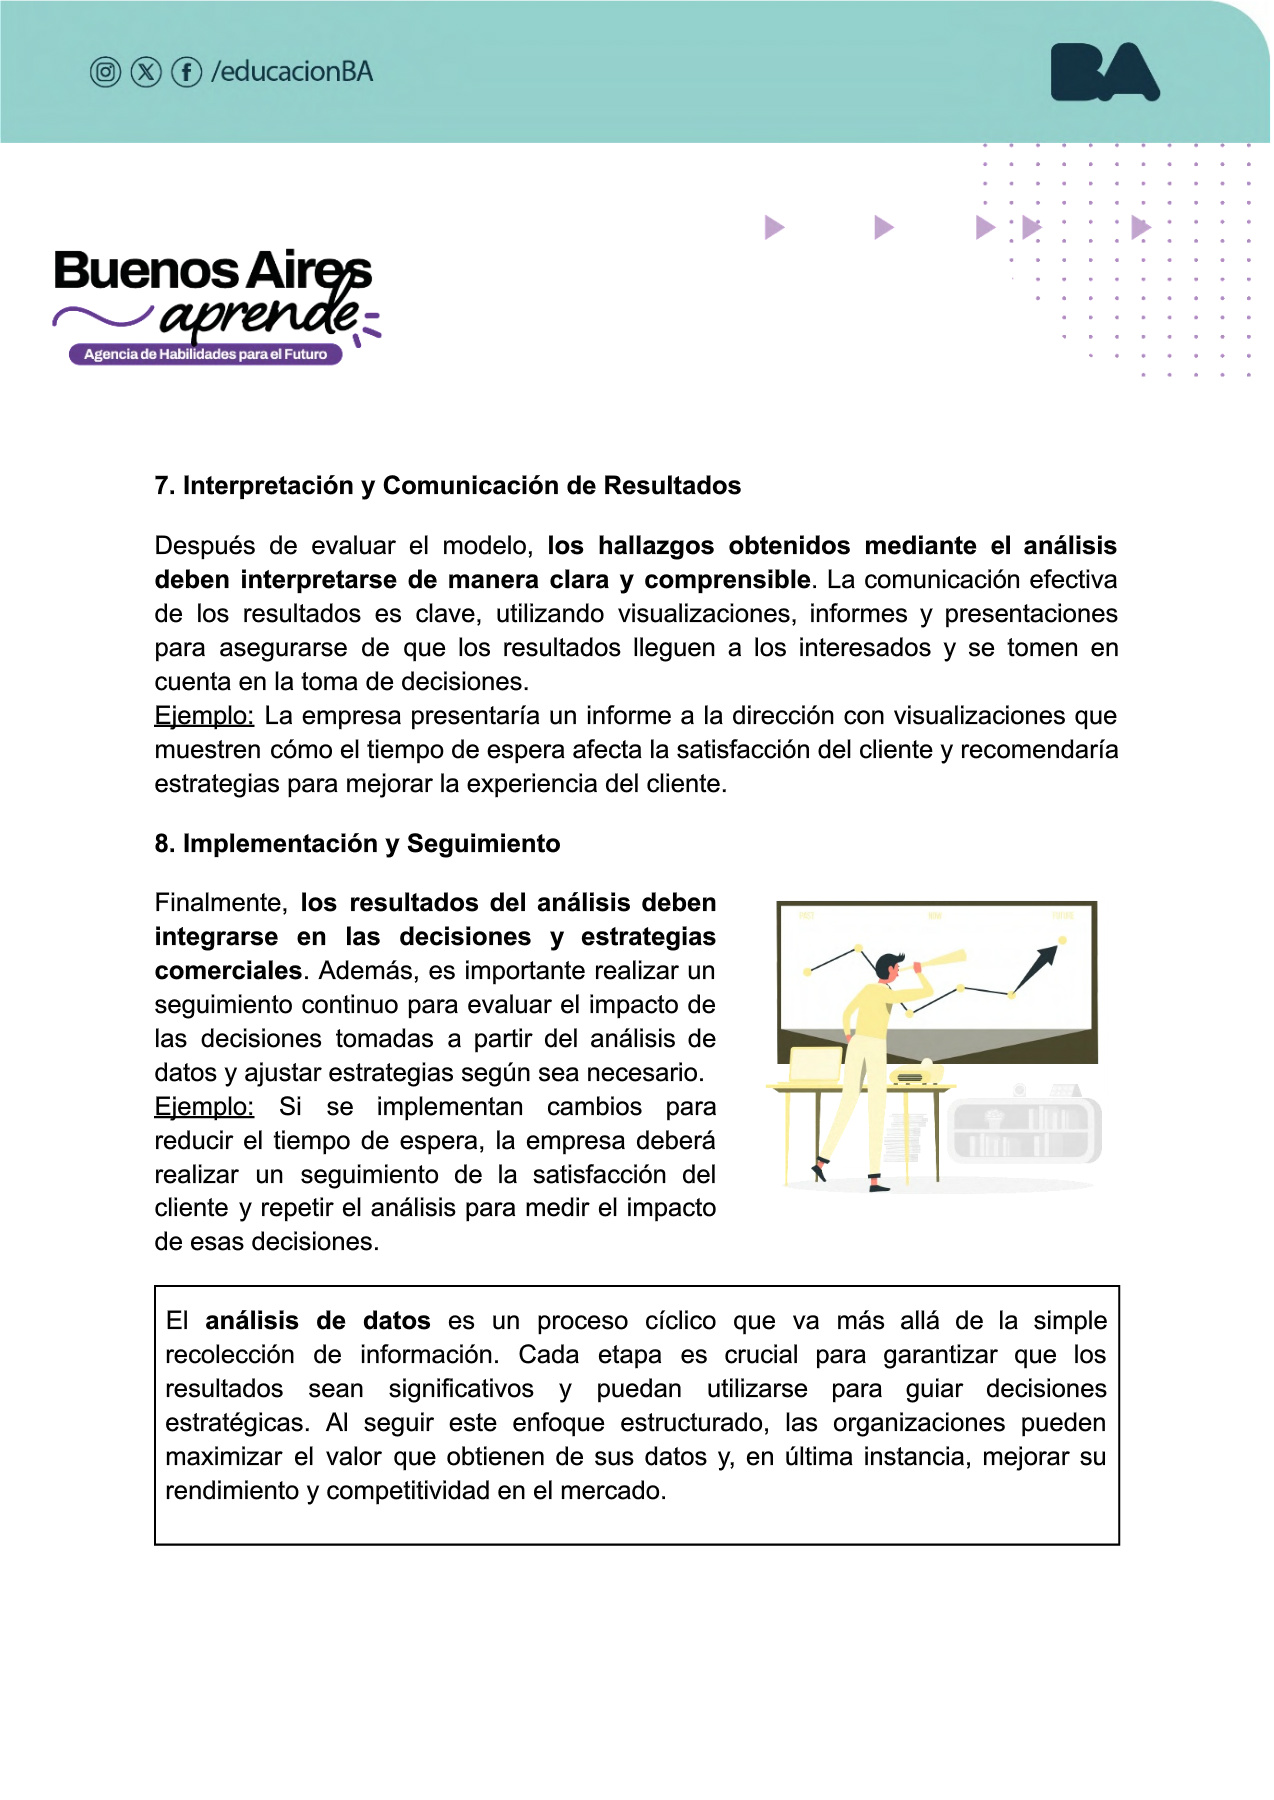 /educacionBA
BA
Buenos Aires
aprende
Agencia de Habilidades para el Futuro
7. Interpretación y Comunicación de Resultados
Después de evaluar el modelo, los hallazgos obtenidos mediante el análisis
deben interpretarse de manera clara y comprensible. La comunicación efectiva
de los resultados es clave, utilizando visualizaciones, informes y presentaciones
para asegurarse de que los resultados lleguen a los interesados y se tomen en
cuenta en la toma de decisiones.
Ejemplo: La empresa presentaría un informe a la dirección con visualizaciones que
muestren cómo el tiempo de espera afecta la satisfacción del cliente y recomendaría
estrategias para mejorar la experiencia del cliente.
8. Implementación y Seguimiento
Finalmente, los resultados del análisis deben
integrarse en las decisiones y estrategias
comerciales. Además, es importante realizar un
seguimiento continuo para evaluar el impacto de
las decisiones tomadas a partir del análisis de
datos y ajustar estrategias según sea necesario.
Ejemplo: Si se implementan cambios para
reducir el tiempo de espera, la empresa deberá
realizar un seguimiento de la satisfacción del
cliente y repetir el análisis para medir el impacto
de esas decisiones.
PAST NOW FUTURE
El análisis de datos es un proceso cíclico que va más allá de la simple
recolección de información. Cada etapa es crucial para garantizar que los
resultados sean significativos y puedan utilizarse para guiar decisiones
estratégicas. Al seguir este enfoque estructurado, las organizaciones pueden
maximizar el valor que obtienen de sus datos y, en última instancia, mejorar su
rendimiento y competitividad en el mercado.